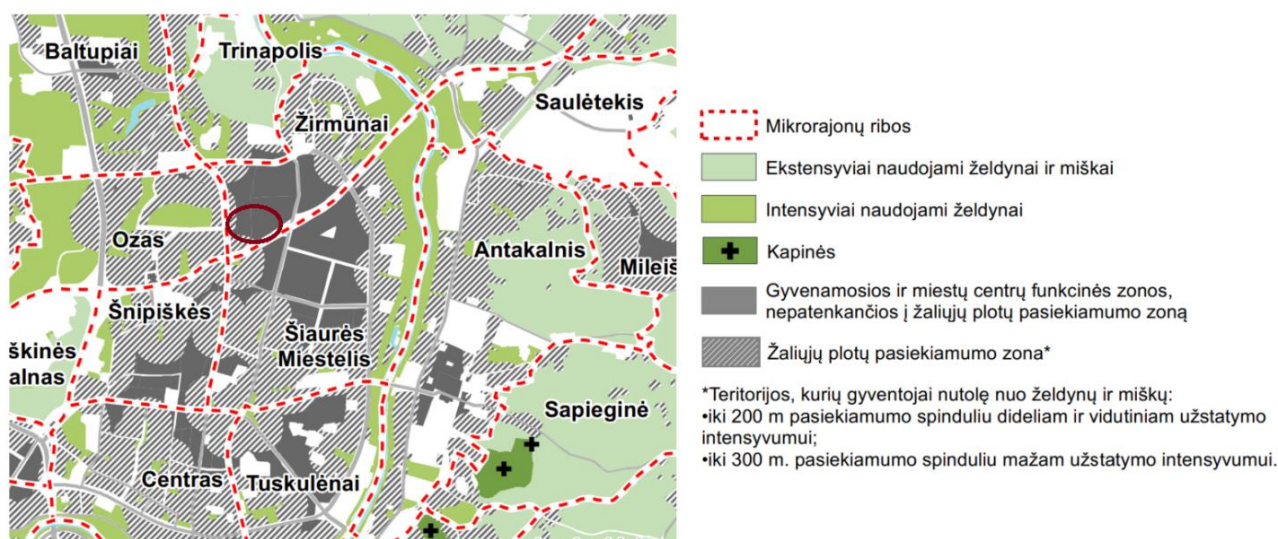 Baltupiai
Trinapolis
Saulėtekis
Žirmūnai
Ozas
Antakalnis
Mileiš
Šnipiškės
Šiaurės
Miestelis
škinės
alnas
Sapieginė
Centras
Tuskulėnai
Mikrorajonų ribos
Ekstensyviai naudojami želdynai ir miškai
Intensyviai naudojami želdynai
Kapinės
Gyvenamosios ir miestų centrų funkcinės zonos,
nepatenkančios į žaliųjų plotų pasiekiamumo zoną
Žaliųjų plotų pasiekiamumo zona*
*Teritorijos, kurių gyventojai nutolę nuo želdynų ir miškų:
•iki 200 m pasiekiamumo spinduliu dideliam ir vidutiniam užstatymo
intensyvumui;
•iki 300 m. pasiekiamumo spinduliu mažam užstatymo intensyvumui.